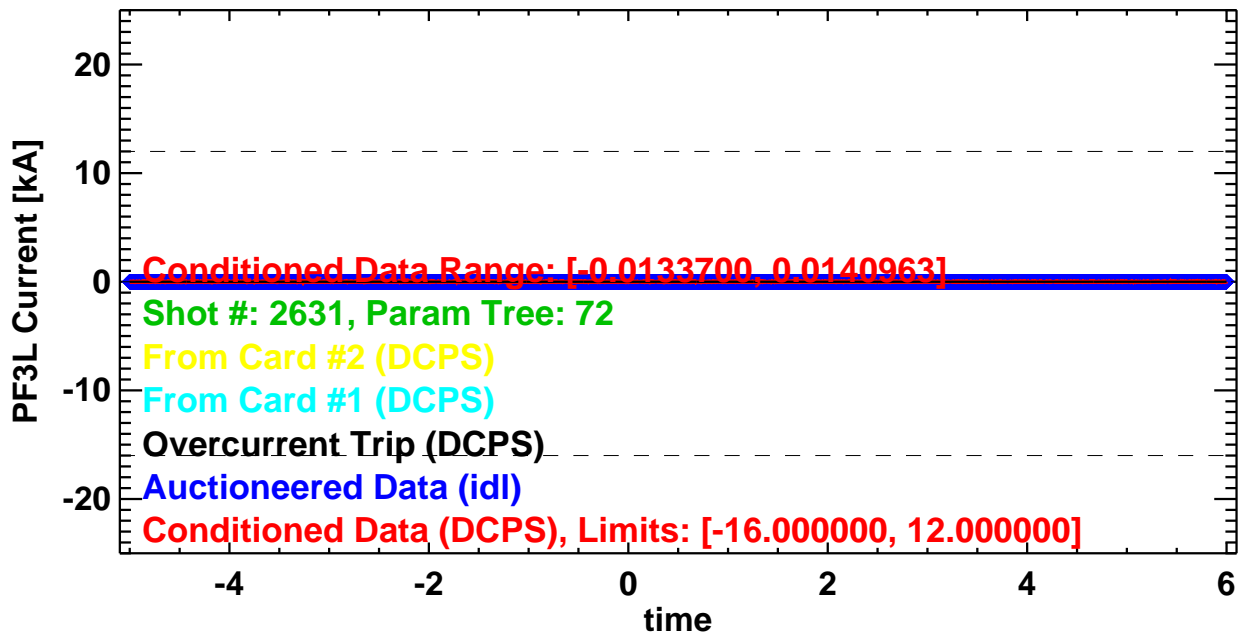 20
10
0
-10
-20
PF3L Current [kA]
Conditioned Data Range: [-0.0133700, 0.0140963]
Shot #: 2631, Param Tree: 72
From Card #2 (DCPS)
From Card #1 (DCPS)
Overcurrent Trip (DCPS)
Auctioneered Data (idl)
Conditioned Data (DCPS), Limits: [-16.000000, 12.000000]
-4 -2 0 2 4 6
time